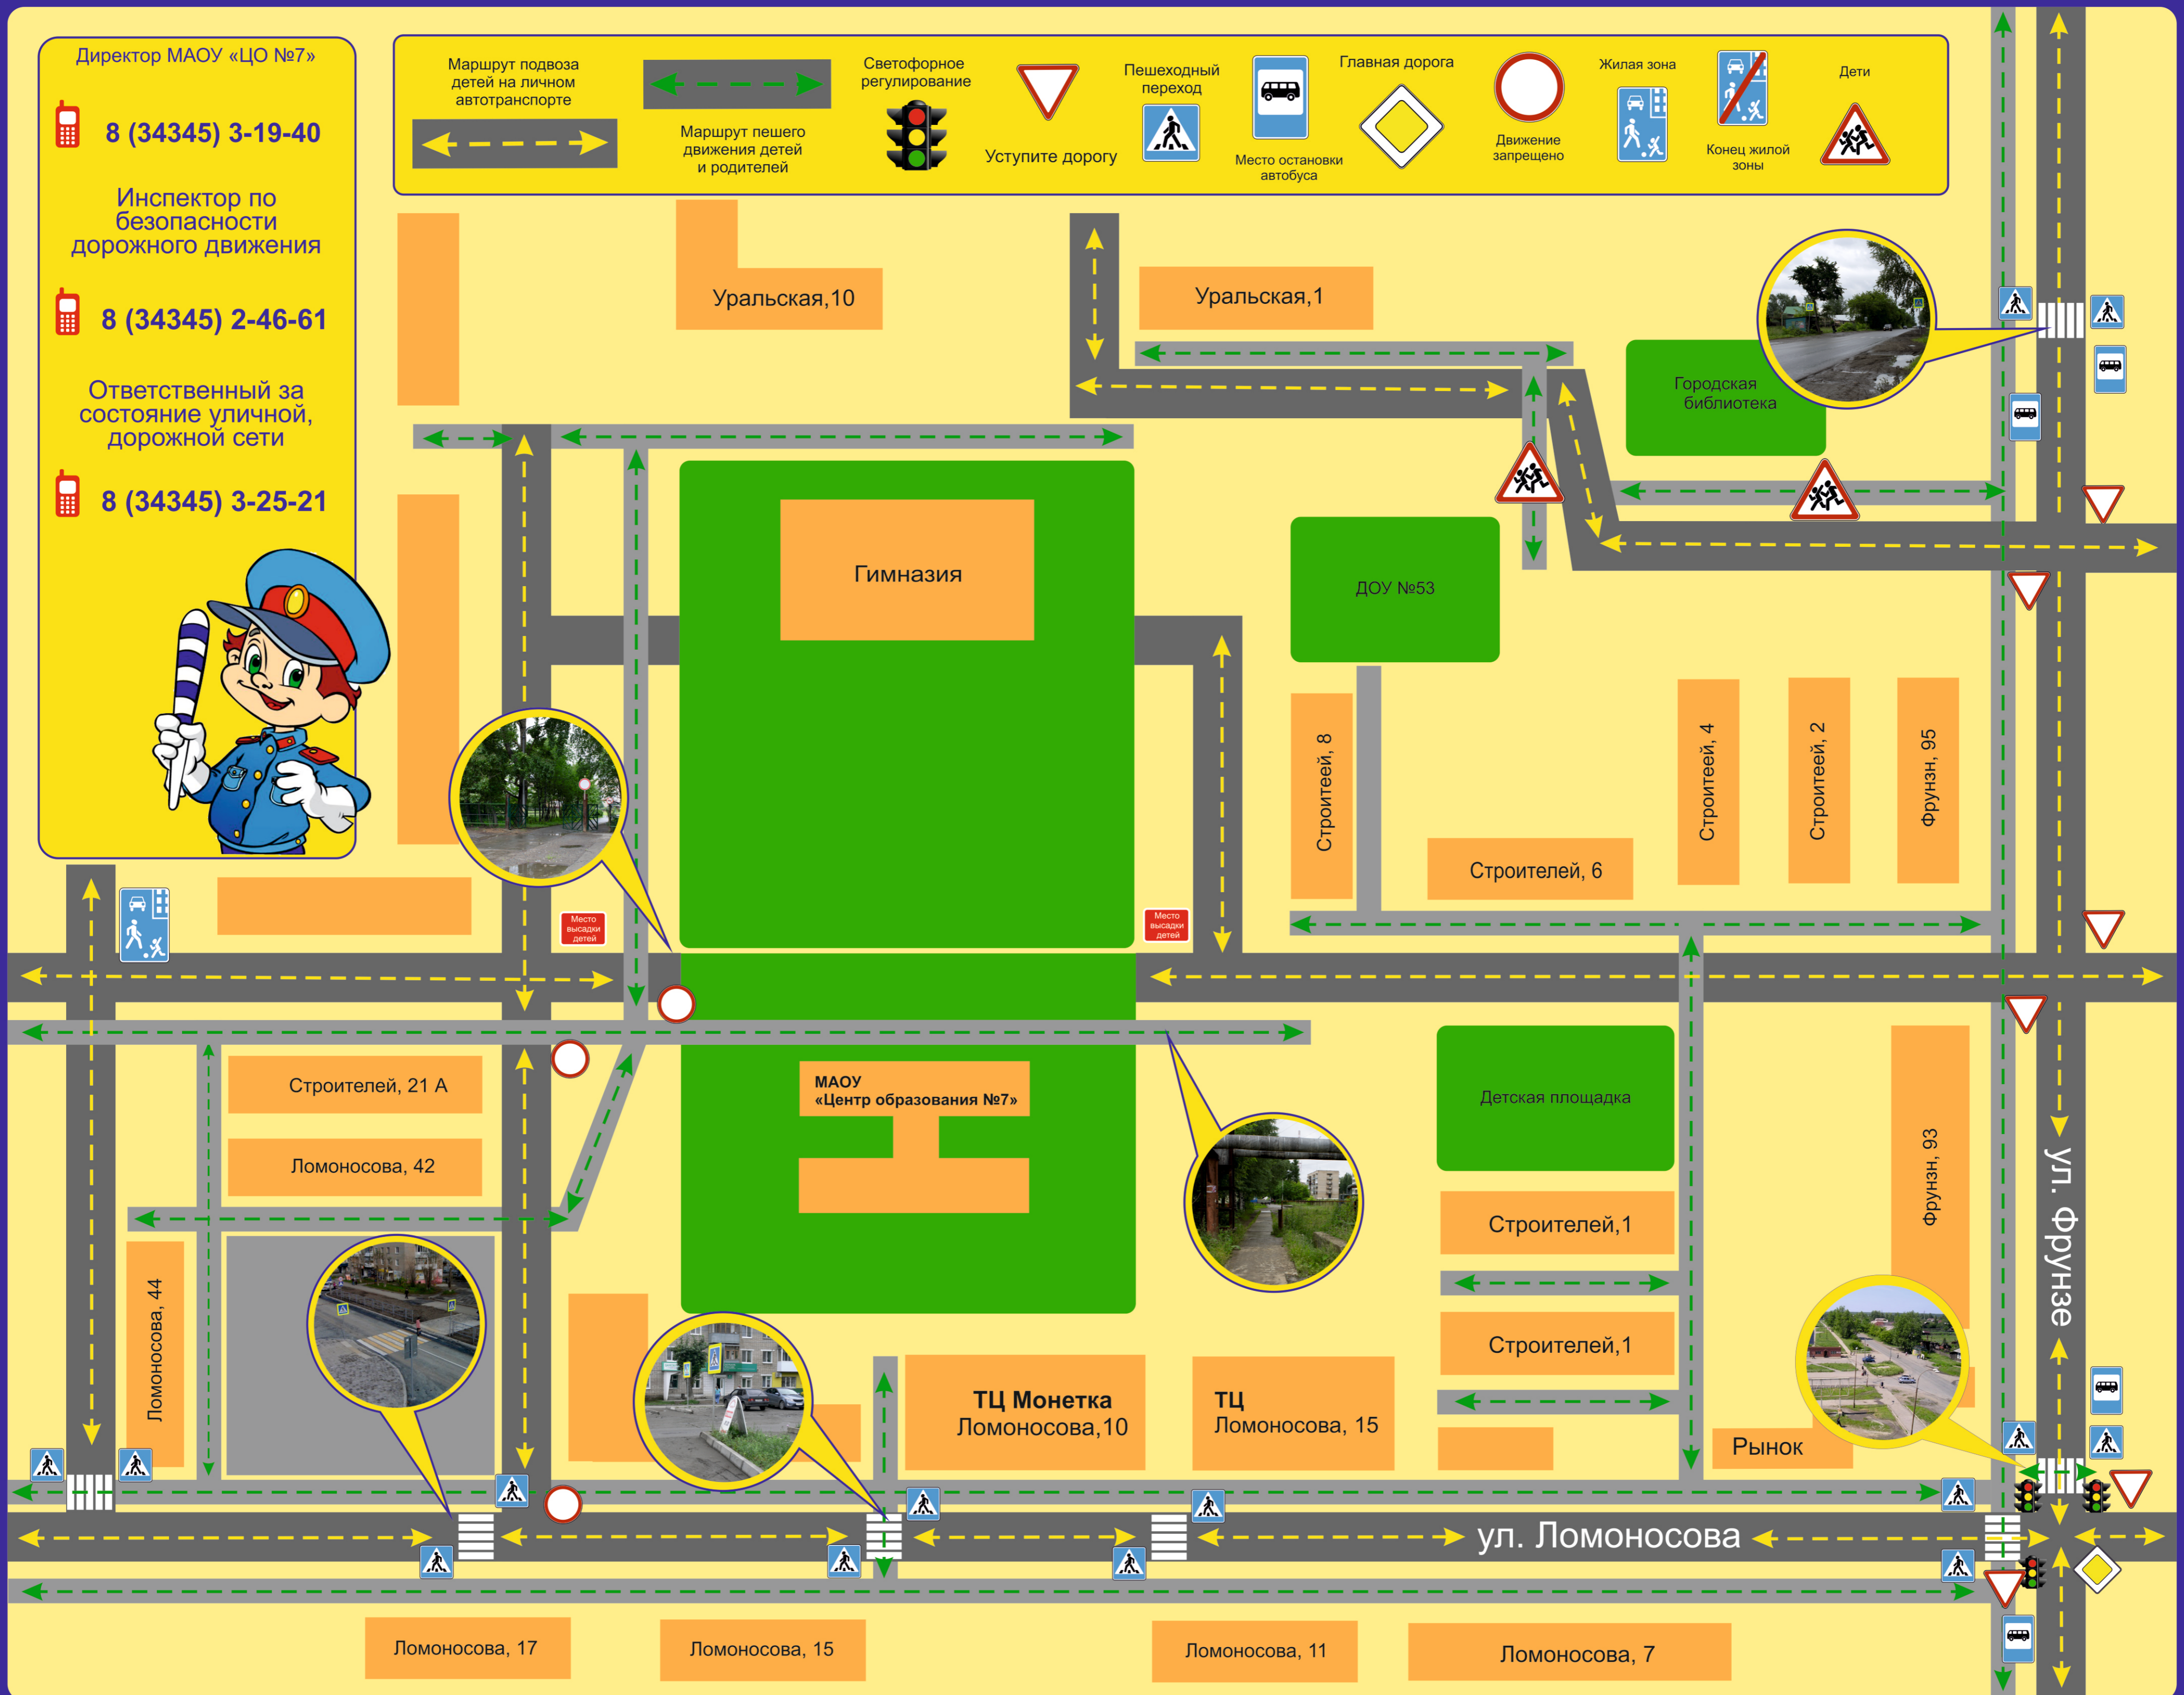 Директор МАОУ «ЦО №7»
8 (34345) 3-19-40
Инспектор по
безопасности
дорожного движения
8 (34345) 2-46-61
Ответственный за
состояние уличной,
дорожной сети
8 (34345) 3-25-21
Маршрут подвоза
детей на личном
автотранспорте
Маршрут пешего
движения детей
и родителей
Светофорное
регулирование
Уступите дорогу
Пешеходный
переход
Место остановки
автобуса
Главная дорога
Движение
запрещено
Жилая зона
Конец жилой
зоны
Дети
Уральская,10
Уральская,1
Городская
библиотека
Гимназия
ДОУ №53
Строитеей, 8
Строителей, 6
Строитеей, 4
Строитеей, 2
Фрунзн, 95
Место
высадки
детей
Место
высадки
детей
Строителей, 21 А
Ломоносова, 42
Ломоносова, 44
МАОУ
«Центр образования №7»
Детская площадка
Строителей,1
Строителей,1
Фрунзн, 93
ул. Фрунзе
ТЦ Монетка
Ломоносова,10
ТЦ
Ломоносова, 15
Рынок
ул. Ломоносова
Ломоносова, 17
Ломоносова, 15
Ломоносова, 11
Ломоносова, 7